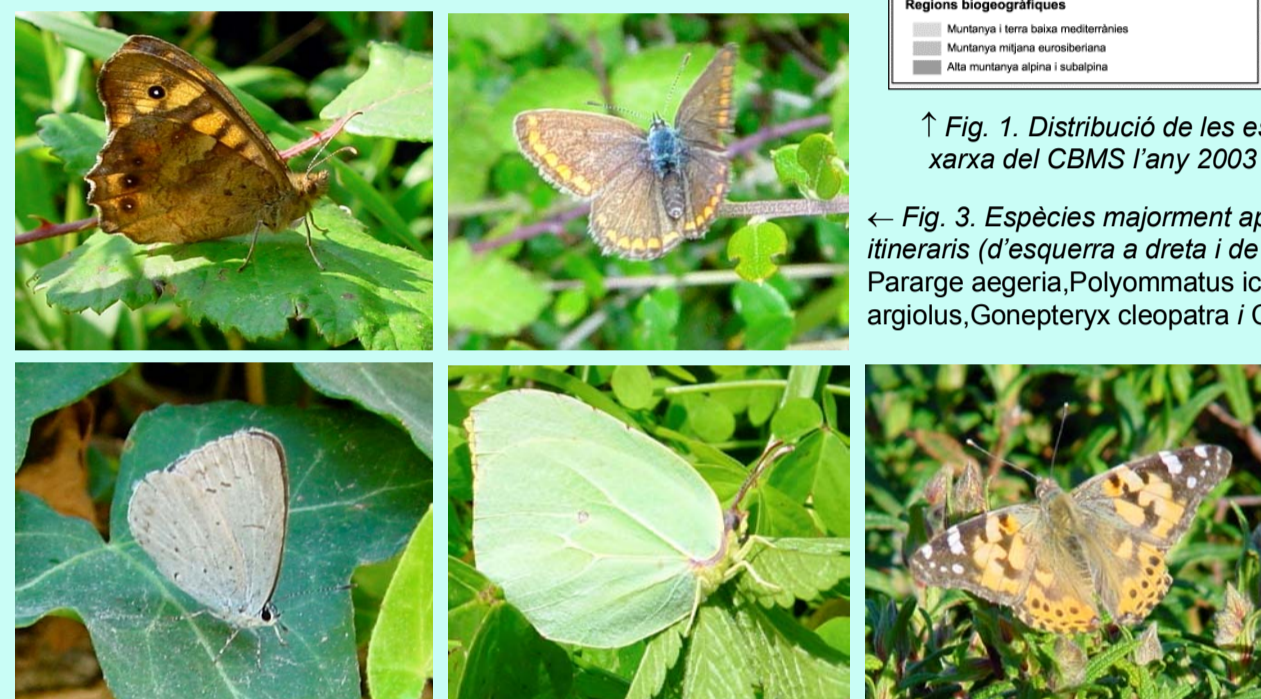 Regions biogeogràfiques
Muntanya i terra baixa mediterrànies
Muntanya mitjana eurosiberiana
Alta muntanya alpina i subalpina
↑ Fig. 1. Distribució de les
xarxa del CBMS l’any 2003
← Fig. 3. Espècies majorment
itineraris (d’esquerra a dreta i de
Pararge aegeria,Polyommatus
argiolus,Gonepteryx cleopatra i